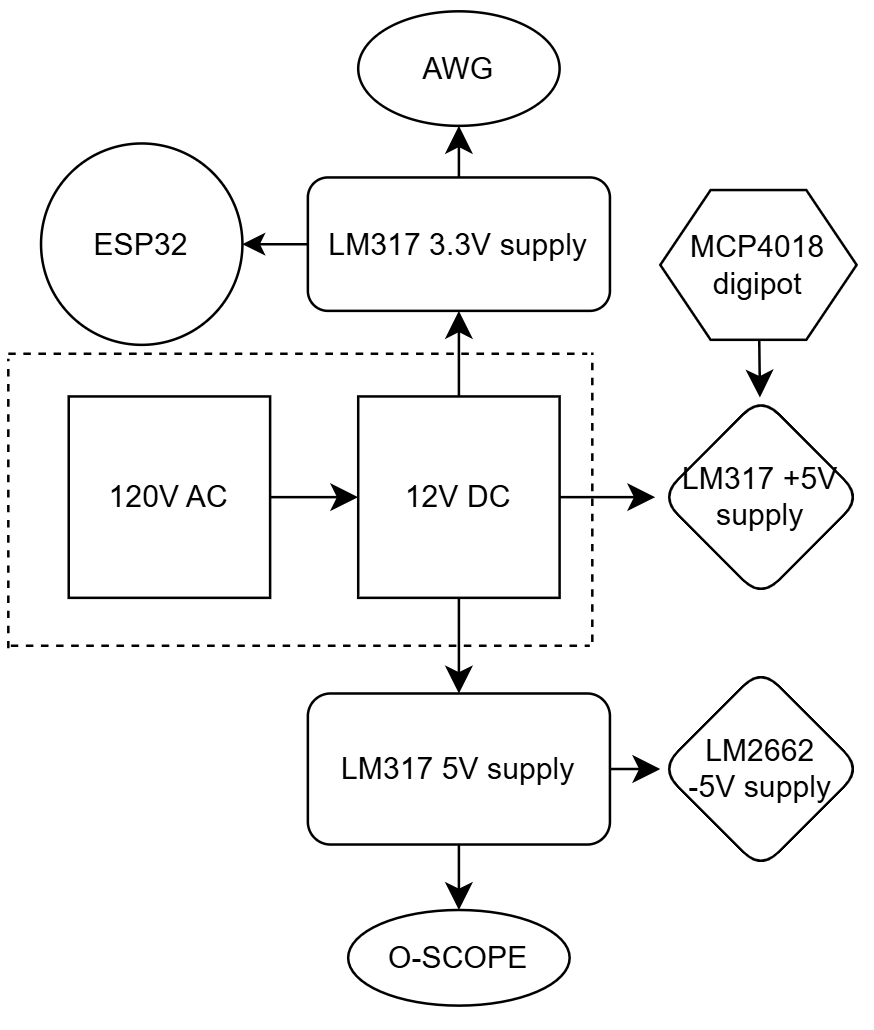 AWG
ESP32
LM317 3.3V supply
MCP4018
digipot
120V AC
12V DC
LM317 +5V
supply
LM317 5V supply
LM2662
-5V supply
O-SCOPE